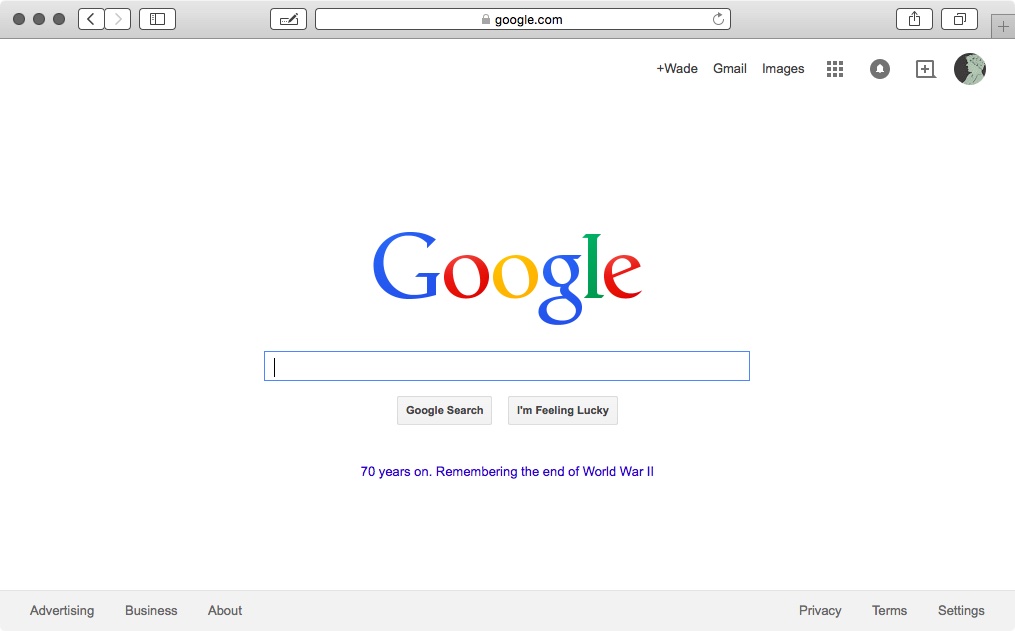 google.com
+Wade Gmail Images
Google
Google Search I'm Feeling Lucky
70 years on. Remembering the end of World War II
Advertising Business About Privacy Terms Settings